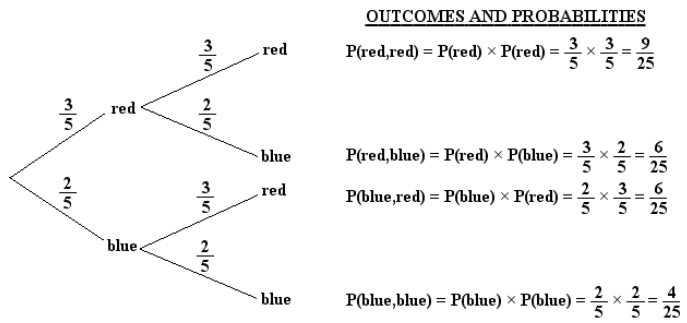 OUTCOMES AND PROBABILITIES
3/5 red P(red,red) = P(red) × P(red) = 3/5 × 3/5 = 9/25
3/5 red 2/5
blue P(red,blue) = P(red) × P(blue) = 3/5 × 2/5 = 6/25
2/5 3/5 red P(blue,red) = P(blue) × P(red) = 2/5 × 3/5 = 6/25
blue 2/5
blue P(blue,blue) = P(blue) × P(blue) = 2/5 × 2/5 = 4/25